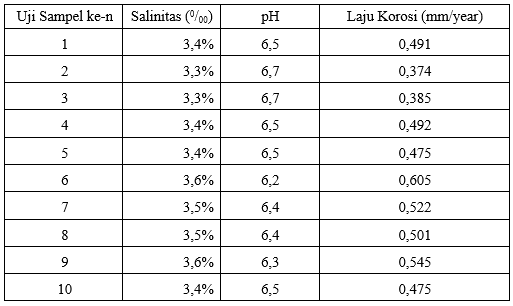 Uji Sampel ke-n Salinitas (⁰/₀₀) pH Laju Korosi (mm/year)
1 3,4% 6,5 0,491
2 3,3% 6,7 0,374
3 3,3% 6,7 0,385
4 3,4% 6,5 0,492
5 3,4% 6,5 0,475
6 3,6% 6,2 0,605
7 3,5% 6,4 0,522
8 3,5% 6,4 0,501
9 3,6% 6,3 0,545
10 3,4% 6,5 0,475